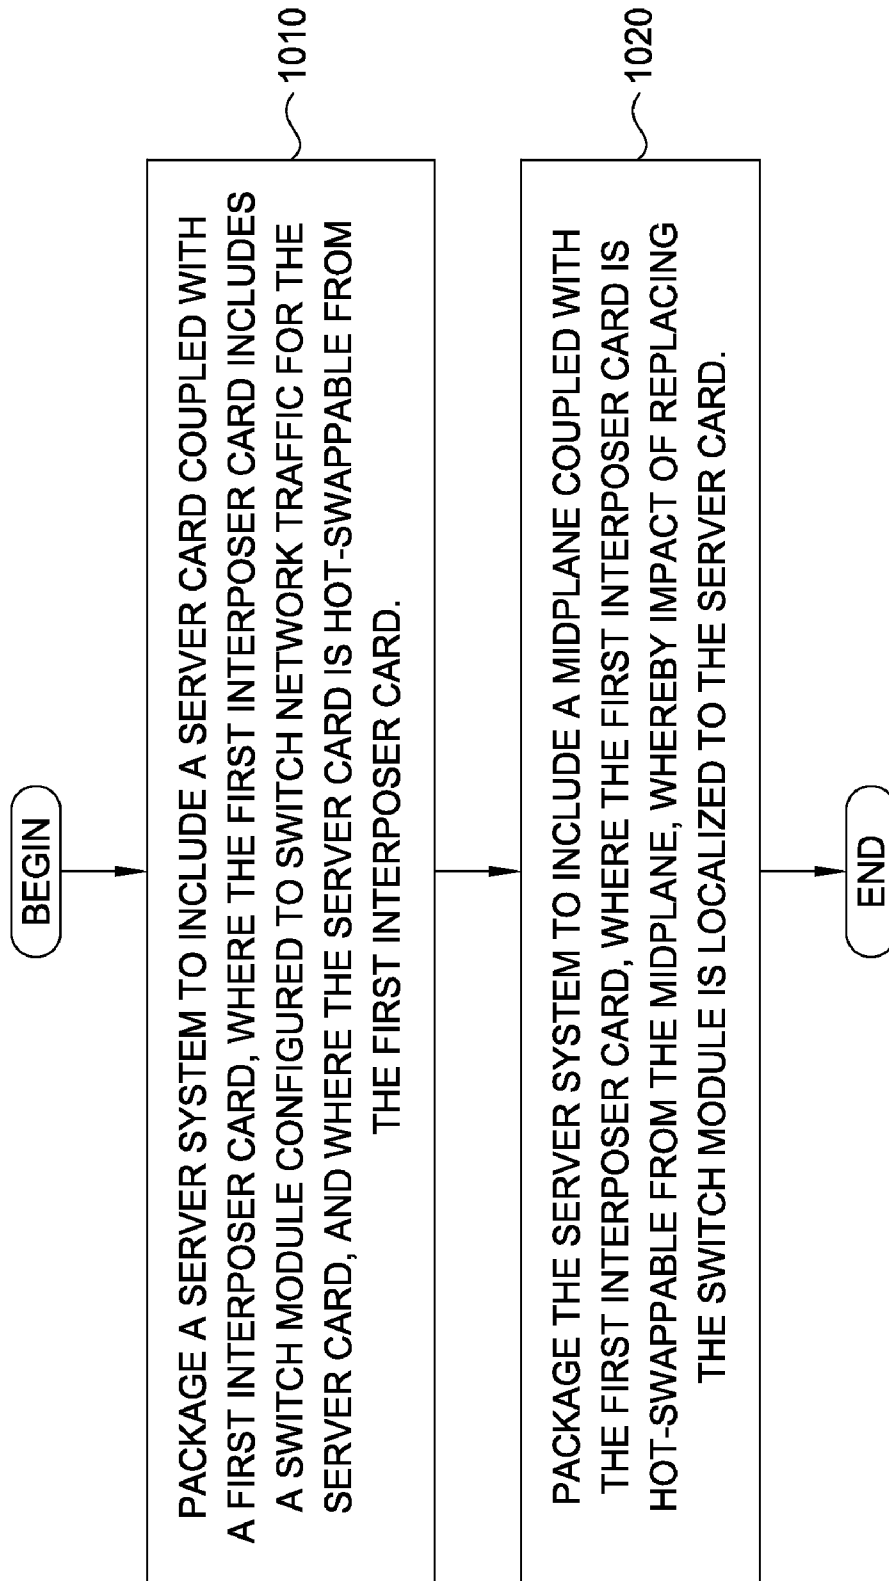 BEGIN
PACKAGE A SERVER SYSTEM TO INCLUDE A SERVER CARD COUPLED WITH
A FIRST INTERPOSER CARD, WHERE THE FIRST INTERPOSER CARD INCLUDES
A SWITCH MODULE CONFIGURED TO SWITCH NETWORK TRAFFIC FOR THE
SERVER CARD, AND WHERE THE SERVER CARD IS HOT-SWAPPABLE FROM
THE FIRST INTERPOSER CARD.
1010
PACKAGE THE SERVER SYSTEM TO INCLUDE A MIDPLANE COUPLED WITH
THE FIRST INTERPOSER CARD, WHERE THE FIRST INTERPOSER CARD IS
HOT-SWAPPABLE FROM THE MIDPLANE, WHEREBY IMPACT OF REPLACING
THE SWITCH MODULE IS LOCALIZED TO THE SERVER CARD.
1020
END